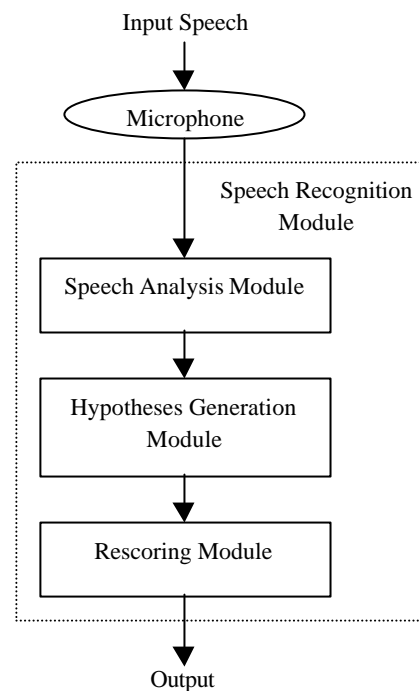 Input Speech
Microphone
Speech Recognition
Module
Speech Analysis Module
Hypotheses Generation
Module
Rescoring Module
Output